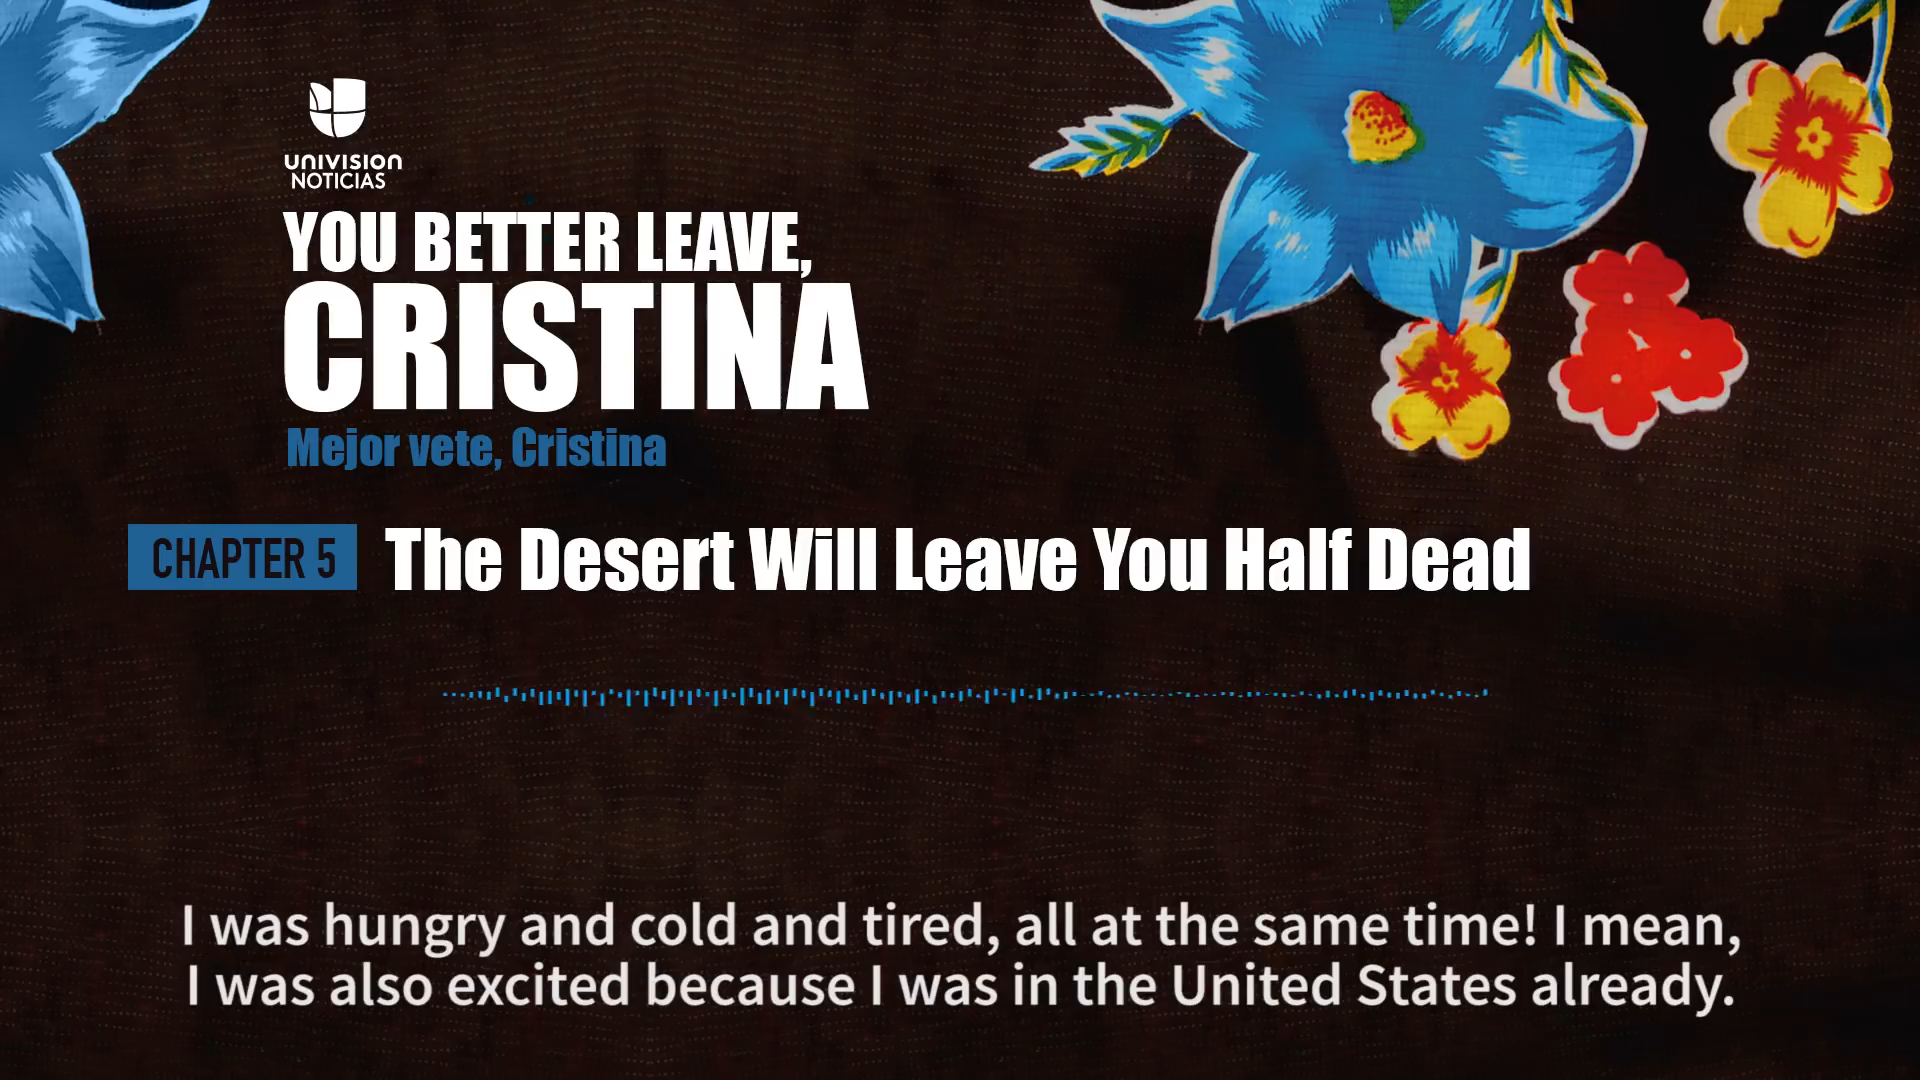 UNIVISION
NOTICIAS
YOU BETTER LEAVE,
CRISTINA
Mejor vete, Cristina
CHAPTER 5 The Desert Will Leave You Half Dead
I was hungry and cold and tired, all at the same time! I mean,
I was also excited because I was in the United States already.